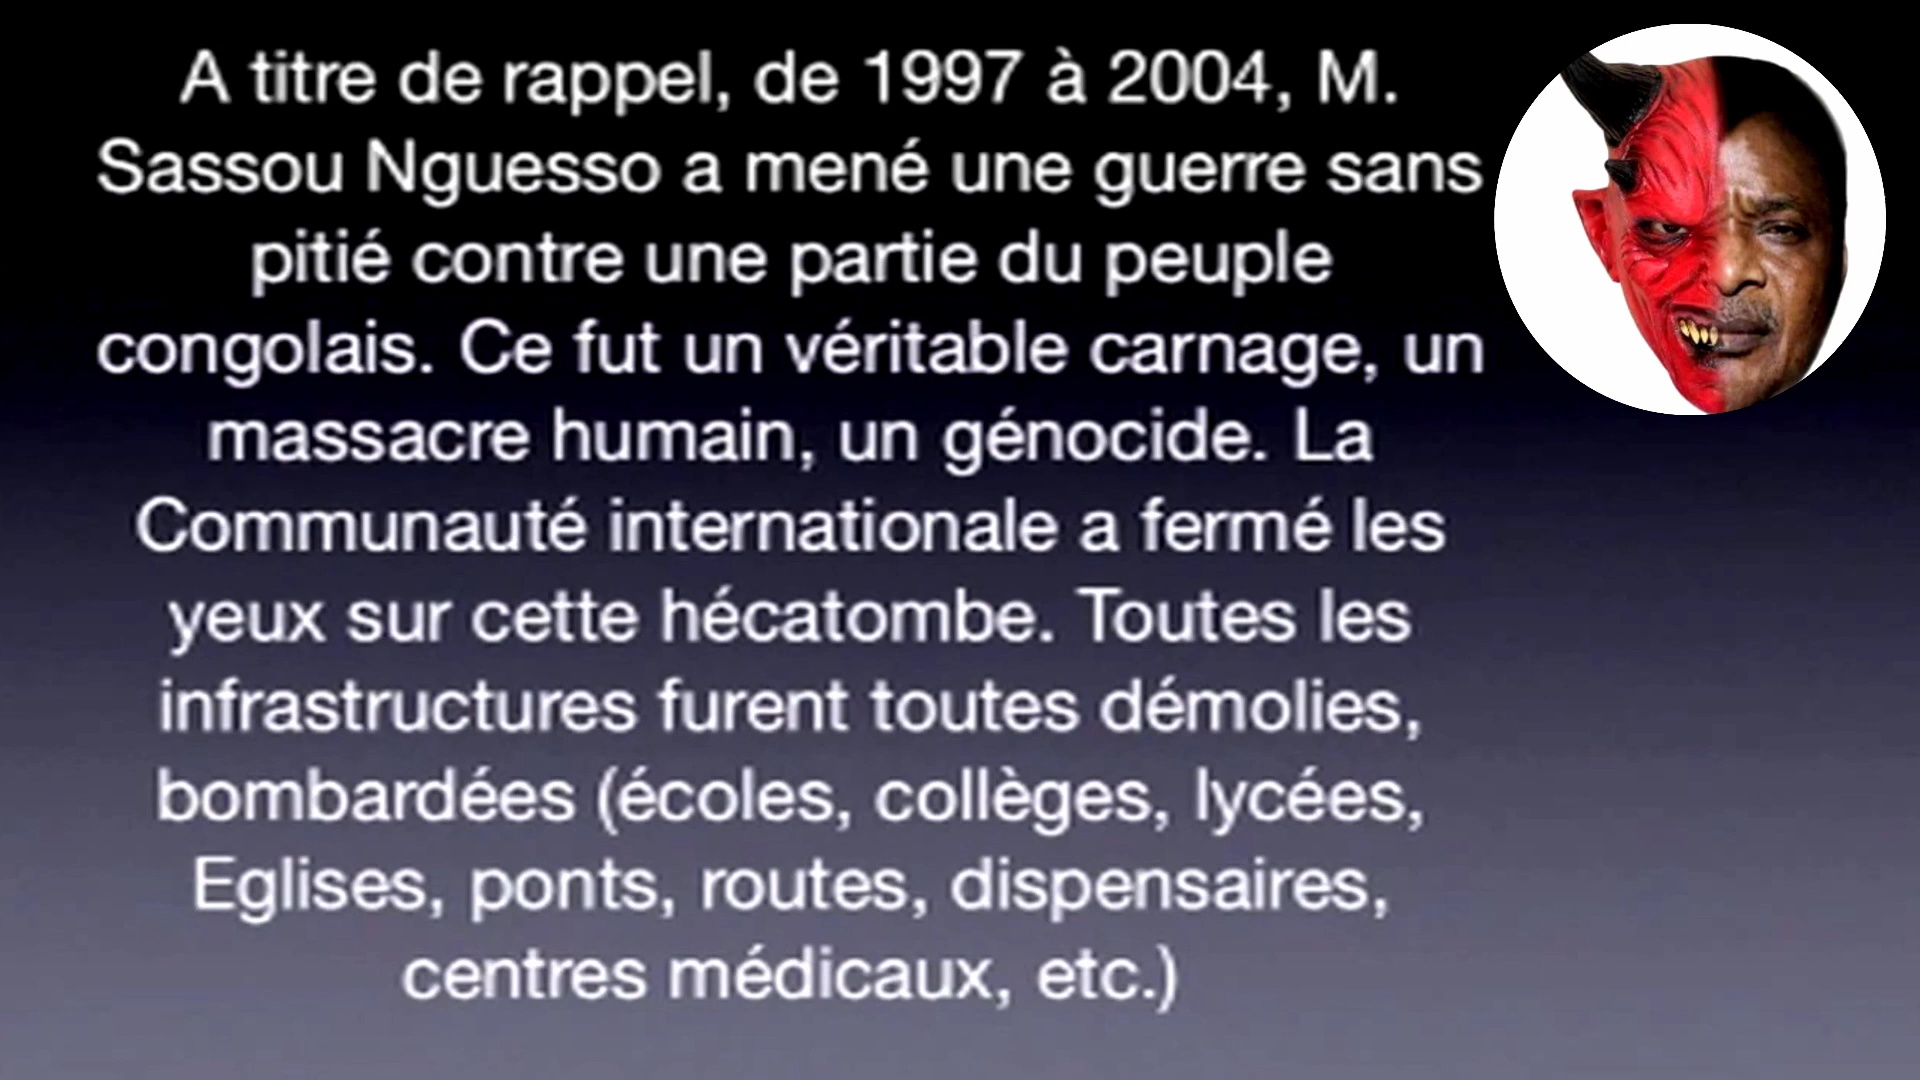 A titre de rappel, de 1997 à 2004, M.
Sassou Nguesso a mené une guerre sans
pitié contre une partie du peuple
congolais. Ce fut un véritable carnage, un
massacre humain, un génocide. La
Communauté internationale a fermé les
yeux sur cette hécatombe. Toutes les
infrastructures furent toutes démolies,
bombardées (écoles, collèges, lycées,
Eglises, ponts, routes, dispensaires,
centres médicaux, etc.)